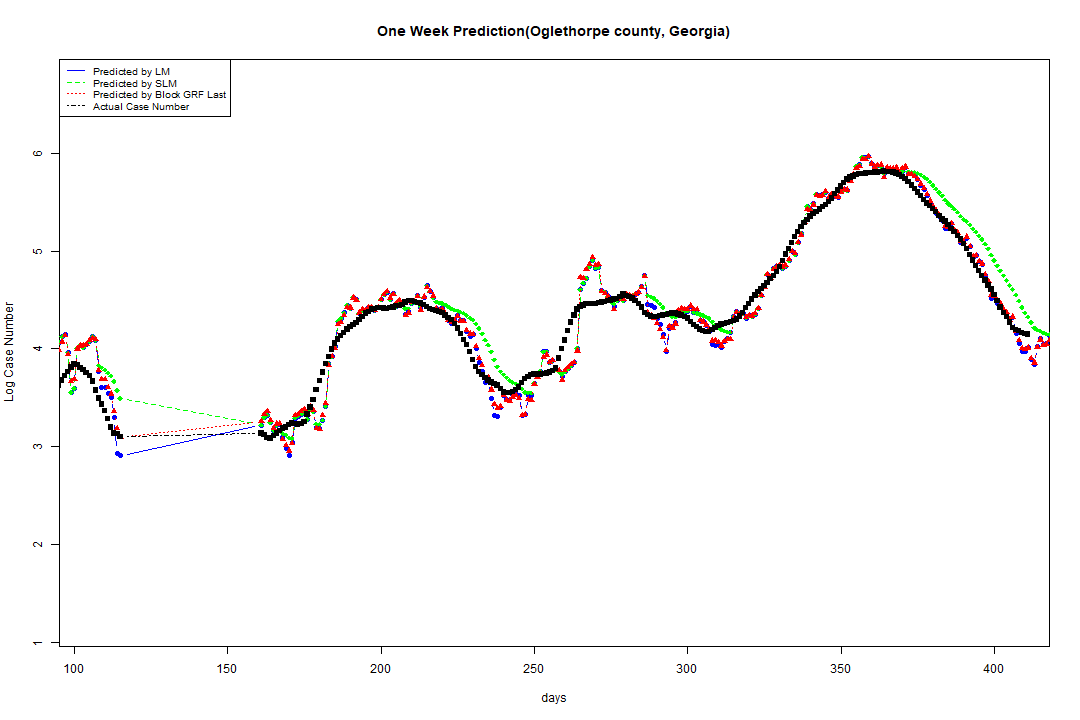 One Week Prediction(Oglethorpe county, Georgia)
Predicted by LM
Predicted by SLM
Predicted by Block GRF Last
Actual Case Number
Log Case Number
6
5
4
3
2
1
100 150 200 250 300 350 400
days